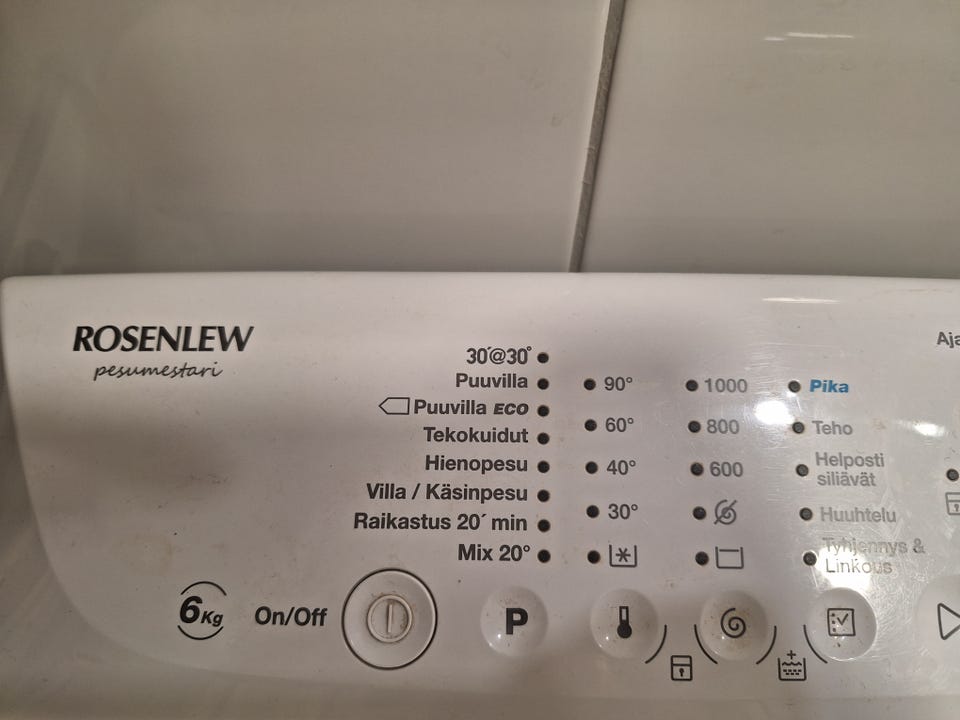 ROSENLEW
pesumestari
30´@30°
Puuvilla
Puuvilla ECO
Tekokuidut
Hienopesu
Villa / Käsinpesu
Raikastus 20´ min
Mix 20°
90°
60°
40°
30°
1000
800
600
Pika
Teho
Helposti
siliävät
Huuhtelu
Tyhjennys &
Linkous
Aja
6Kg
On/Off
P